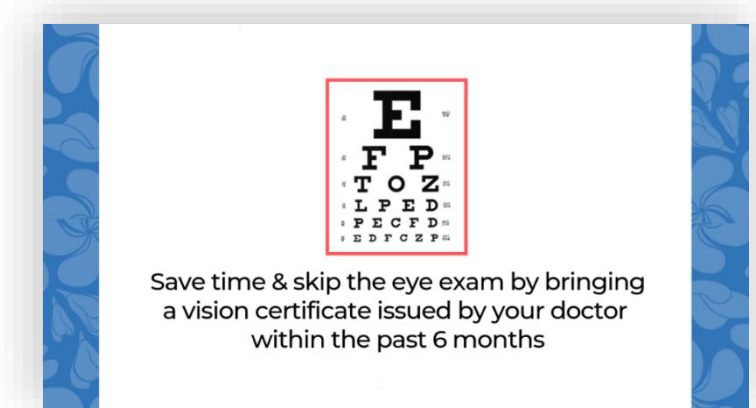 E
F P
T O Z
L P E D
P E C F D
E D F C Z P
Save time & skip the eye exam by bringing
a vision certificate issued by your doctor
within the past 6 months